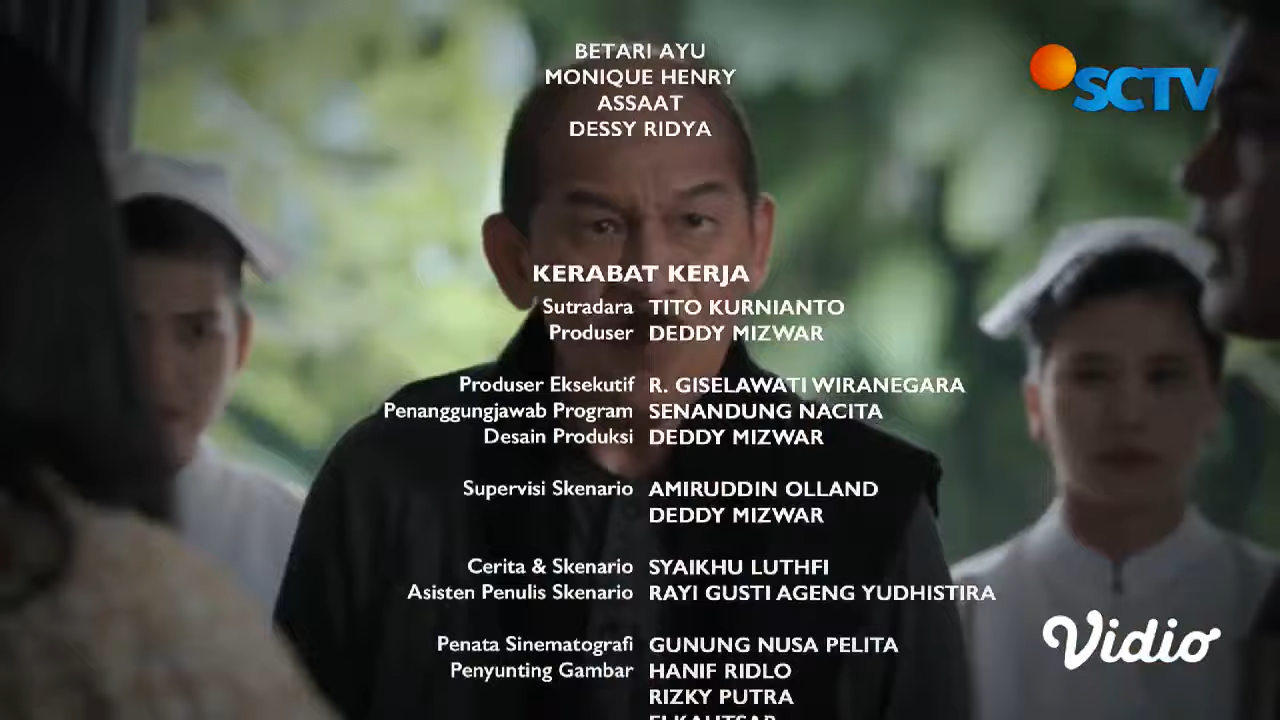 BETARI AYU
MONIQUE HENRY
ASSAAT
DESSY RIDYA
SCTV
KERABAT KERJA
Sutradara TITO KURNIANTO
Produser DEDDY MIZWAR
Produser Eksekutif R. GISELAWATI WIRANEGARA
Penanggungjawab Program SENANDUNG NACITA
Desain Produksi DEDDY MIZWAR
Supervisi Skenario AMIRUDDIN OLLAND
DEDDY MIZWAR
Cerita & Skenario SYAIKHU LUTHFI
Asisten Penulis Skenario RAYI GUSTI AGENG YUDHISTIRA
Penata Sinematografi GUNUNG NUSA PELITA
Penyunting Gambar HANIF RIDLO
RIZKY PUTRA
Vidio